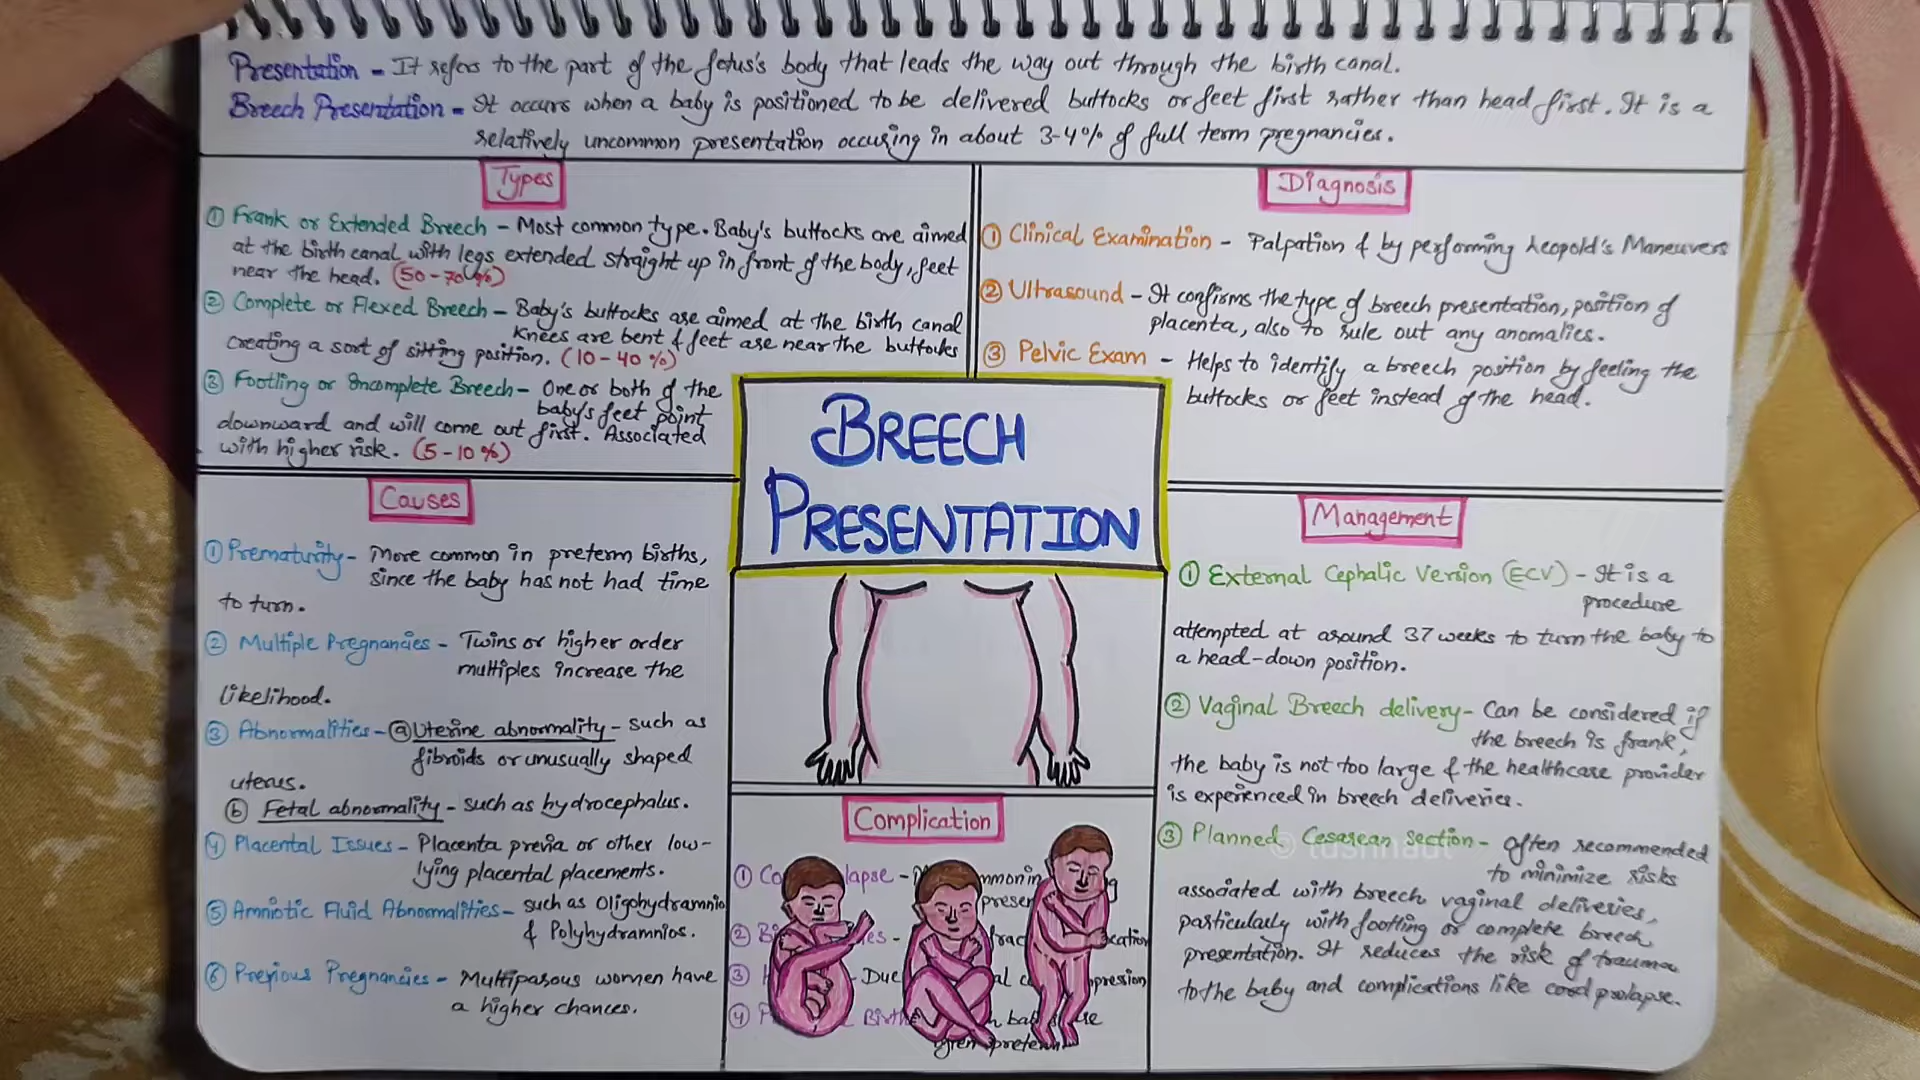 Presentation - It refers to the part of the fetus's body that leads the way out through the birth canal.
Breech Presentation - It occurs when a baby is positioned to be delivered buttocks or feet first rather than head first. It is a
relatively uncommon presentation occuring in about 3-4% of full term pregnancies.
Types
① Frank or Extended Breech - Most common type. Baby's buttocks are aimed
at the birth canal with legs extended straight up in front of the body, feet
near the head. (50-70%)
② Complete or Flexed Breech - Baby's buttocks are aimed at the birth canal
Knees are bent & feet are near the buttocks
creating a sort of sitting position. (10-40%)
③ Footling or Incomplete Breech - One or both of the
baby's feet point
downward and will come out first. Associated
with higher risk. (5-10%)
Diagnosis
① Clinical Examination - Palpation & by performing Leopold's Maneuvers
② Ultrasound - It confirms the type of breech presentation, position of
placenta, also to rule out any anomalies.
③ Pelvic Exam - Helps to identify a breech position by feeling the
buttocks or feet instead of the head.
BREECH
PRESENTATION
Causes
① Prematurity - More common in preterm births,
since the baby has not had time
to turn.
② Multiple Pregnancies - Twins or higher order
multiples increase the
likelihood.
③ Abnormalities - ⓐ Uterine abnormality - such as
fibroids or unusually shaped
uterus.
ⓑ Fetal abnormality - such as hydrocephalus.
④ Placental Issues - Placenta previa or other low-
lying placental placements.
⑤ Amniotic Fluid Abnormalities - such as Oligohydramnio
& Polyhydramnios.
⑥ Previous Pregnancies - Multiparous women have
a higher chances.
Management
① External Cephalic Version (ECV) - It is a
procedure
attempted at around 37 weeks to turn the baby to
a head-down position.
② Vaginal Breech delivery - Can be considered if
the breech is frank,
the baby is not too large & the healthcare provider
is experienced in breech deliveries.
③ Planned Cesarean section - Often recommended
to minimize risks
associated with breech vaginal deliveries,
particularly with footling or complete breech
presentation. It reduces the risk of trauma
to the baby and complications like cord prolapse.
Complication
①
②
③ Due
④ Birth